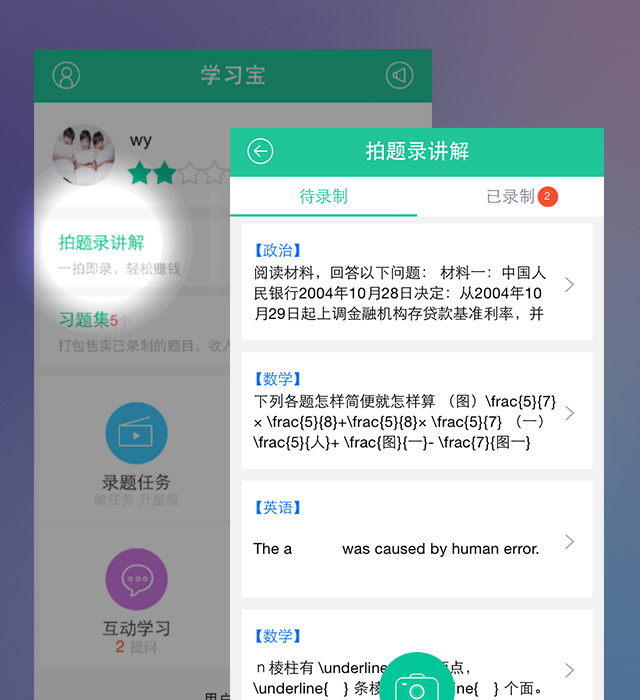 学习宝
wy
拍题录讲解
一拍即录，轻松赚钱
习题集5个
打包售卖已录制的题目，收
录题任务
做任务 升星级
互动学习
2 提问
拍题录讲解
待录制
已录制 2
【政治】
阅读材料，回答以下问题： 材料一：中国人
民银行2004年10月28日决定：从2004年10
月29日起上调金融机构存贷款基准利率，并
【数学】
下列各题怎样简便就怎样算 （图）\frac{5}{7}
× \frac{5}{8}+\frac{5}{8}× \frac{5}{7} （一）
\frac{5}{人}+ \frac{图}{一}- \frac{7}{图一}
【英语】
The a was caused by human error.
【数学】
n 棱柱有 \underline 点，
\underline{ } 条棱 line{ } 个面。